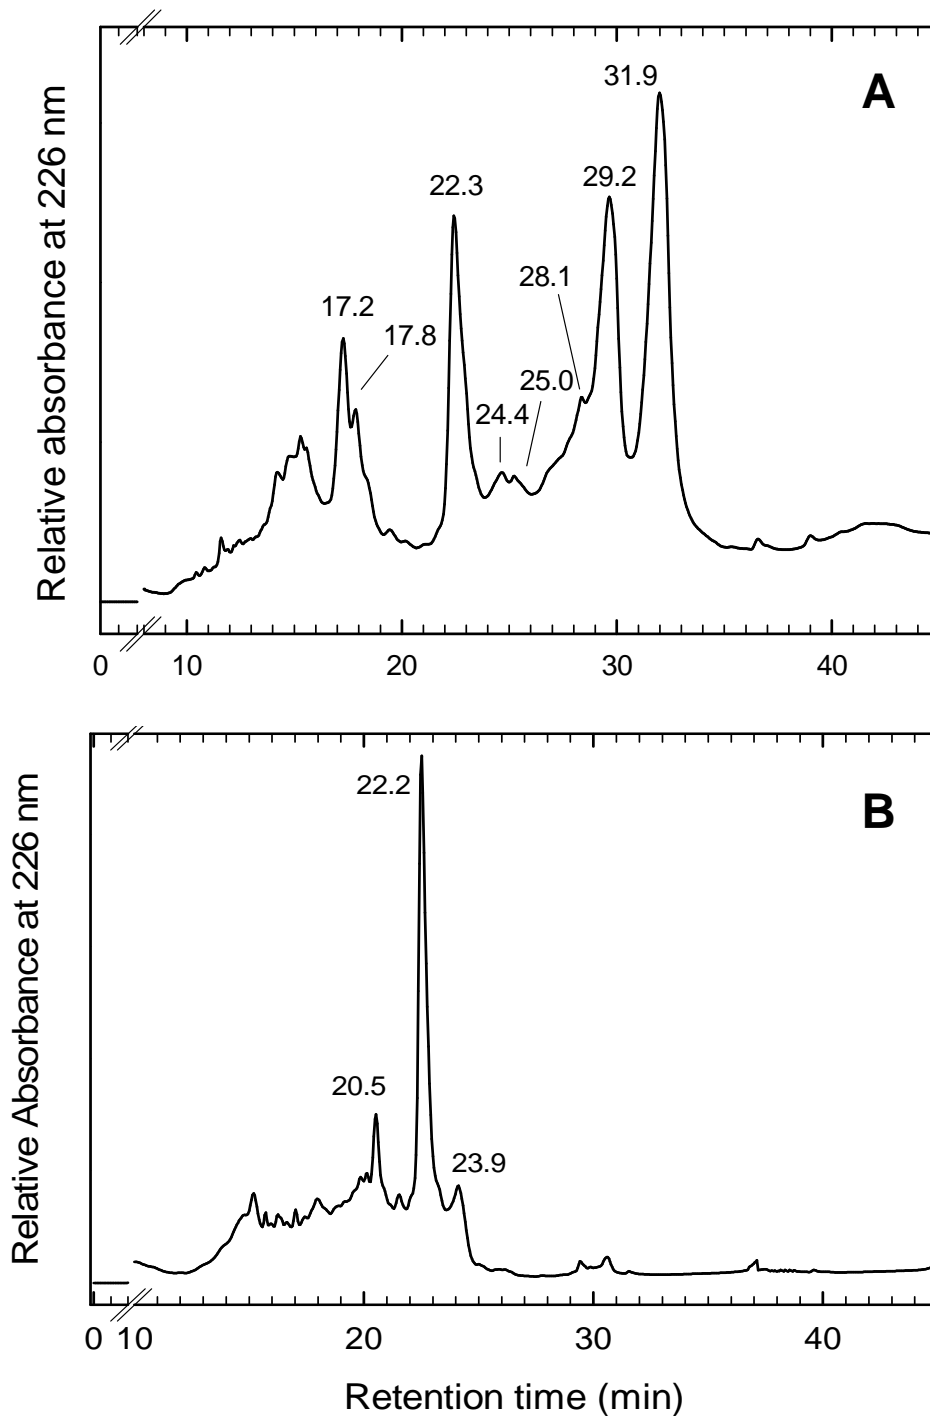 A
31.9
29.2
22.3
28.1
17.2
17.8
25.0
24.4
Relative absorbance at 226 nm
0 10 20 30 40
B
22.2
20.5
23.9
Relative Absorbance at 226 nm
0 10 20 30 40
Retention time (min)